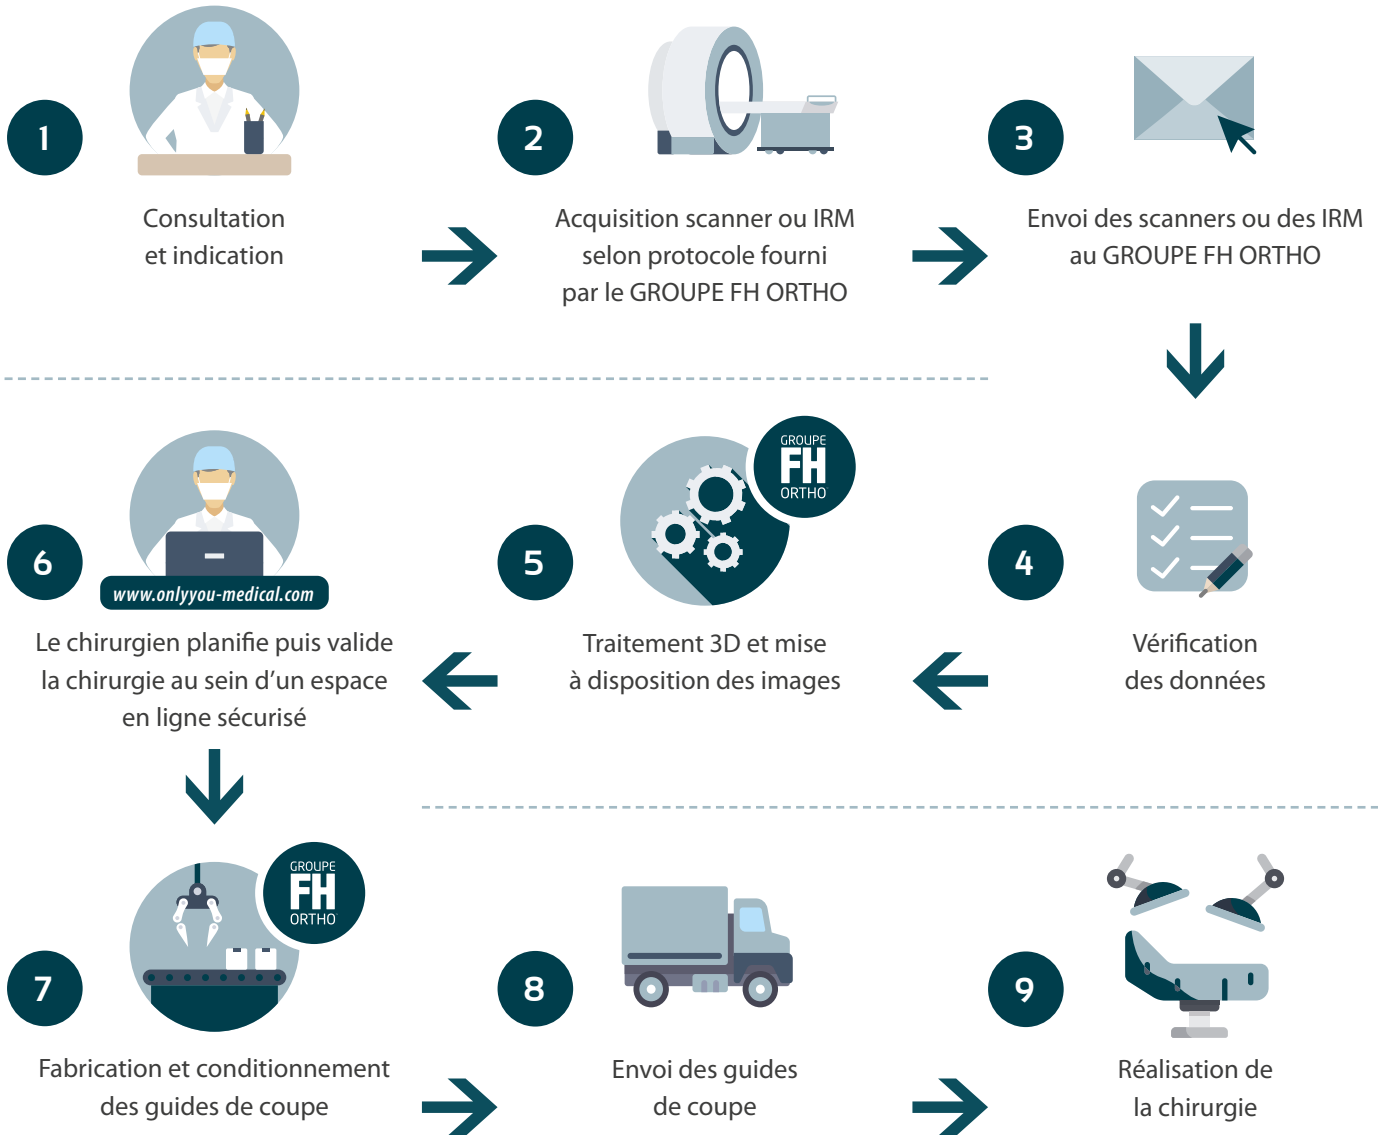 1
Consultation
et indication
2
Acquisition scanner ou IRM
selon protocole fourni
par le GROUPE FH ORTHO
3
Envoi des scanners ou des IRM
au GROUPE FH ORTHO
4
Vérification
des données
GROUPE
FH
ORTHO
5
Traitement 3D et mise
à disposition des images
6
www.onlyyou-medical.com
Le chirurgien planifie puis valide
la chirurgie au sein d’un espace
en ligne sécurisé
GROUPE
FH
ORTHO
7
Fabrication et conditionnement
des guides de coupe
8
Envoi des guides
de coupe
9
Réalisation de
la chirurgie